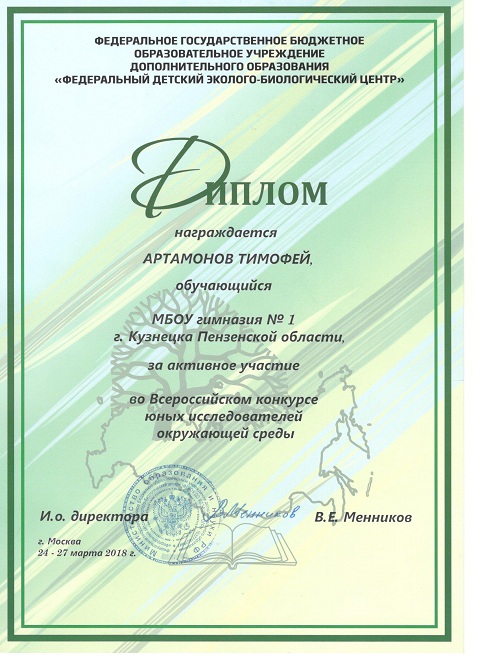 ФЕДЕРАЛЬНОЕ ГОСУДАРСТВЕННОЕ БЮДЖЕТНОЕ
ОБРАЗОВАТЕЛЬНОЕ УЧРЕЖДЕНИЕ
ДОПОЛНИТЕЛЬНОГО ОБРАЗОВАНИЯ
«ФЕДЕРАЛЬНЫЙ ДЕТСКИЙ ЭКОЛОГО-БИОЛОГИЧЕСКИЙ ЦЕНТР»
ДИПЛОМ
награждается
АРТАМОНОВ ТИМОФЕЙ,
обучающийся
МБОУ гимназия № 1
г. Кузнецка Пензенской области,
за активное участие
во Всероссийском конкурсе
юных исследователей
окружающей среды
И.о. директора
В.Е. Менников
г. Москва
24 - 27 марта 2018 г.